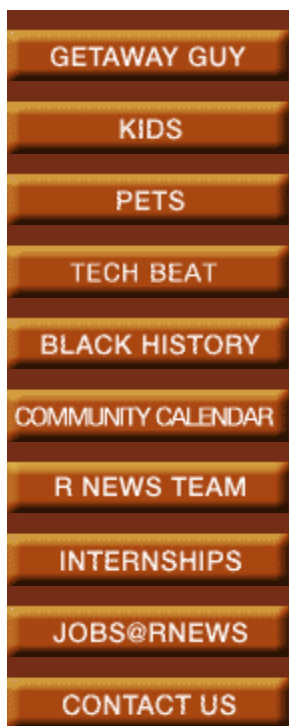 GETAWAY GUY
KIDS
PETS
TECH BEAT
BLACK HISTORY
COMMUNITY CALENDAR
R NEWS TEAM
INTERNSHIPS
JOBS@RNEWS
CONTACT US